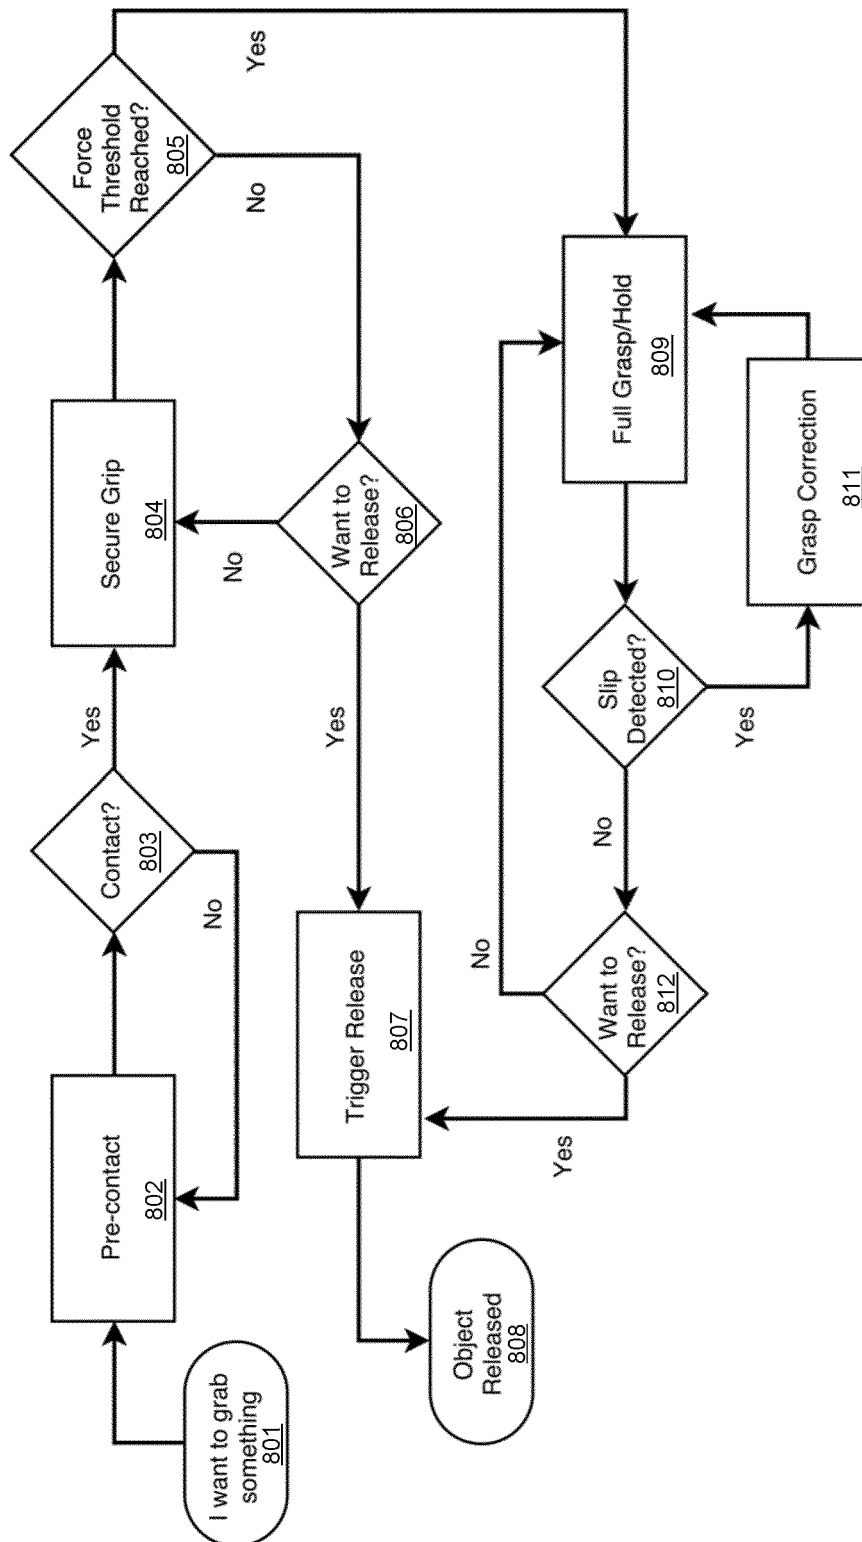 I want to grab
something
801
Pre-contact
802
Contact?
803
No
Yes
Secure Grip
804
Force
Threshold
Reached?
805
Yes
No
Want to
Release?
806
No
Yes
Trigger Release
807
Object
Released
808
Full Grasp/Hold
809
Slip
Detected?
810
Yes
No
Grasp Correction
811
Want to
Release?
812
No
Yes